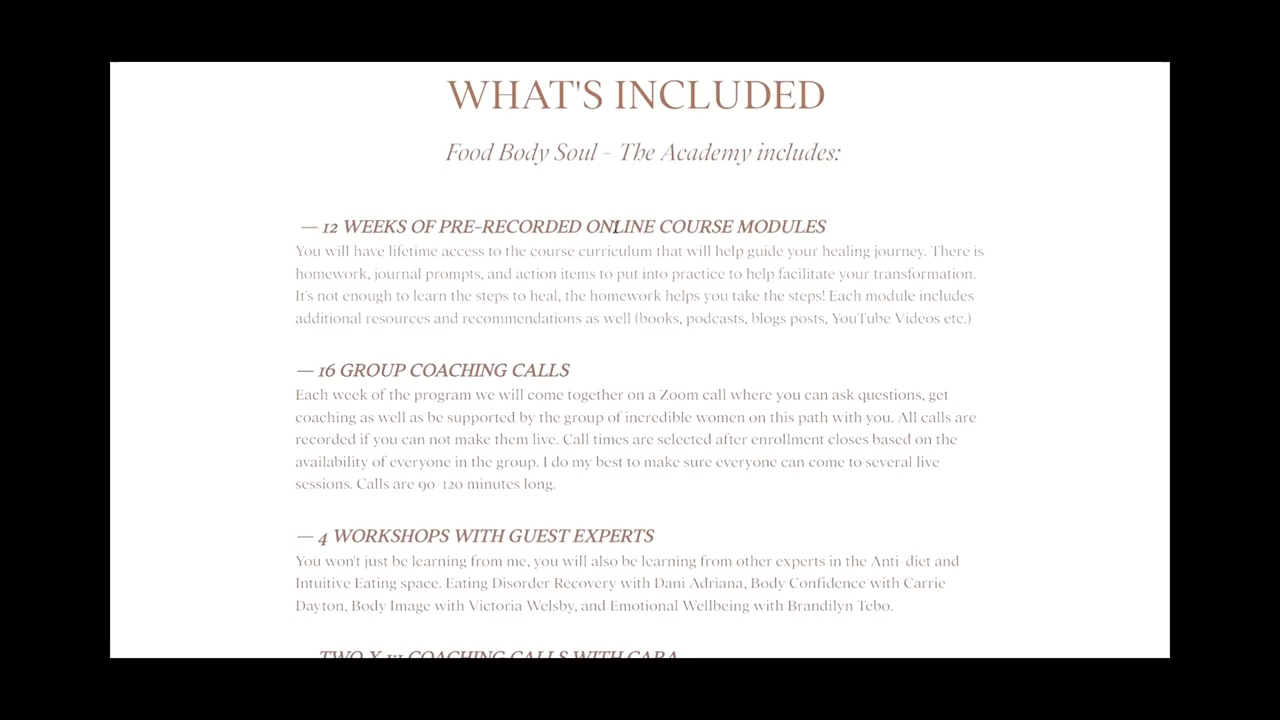 WHAT'S INCLUDED
Food Body Soul – The Academy includes:
— 12 WEEKS OF PRE-RECORDED ONLINE COURSE MODULES
You will have lifetime access to the course curriculum that will help guide your healing journey. There is
homework, journal prompts, and action items to put into practice to help facilitate your transformation.
It's not enough to learn the steps to heal, the homework helps you take the steps! Each module includes
additional resources and recommendations as well (books, podcasts, blogs posts, YouTube Videos etc.)
— 16 GROUP COACHING CALLS
Each week of the program we will come together on a Zoom call where you can ask questions, get
coaching as well as be supported by the group of incredible women on this path with you. All calls are
recorded if you can not make them live. Call times are selected after enrollment closes based on the
availability of everyone in the group. I do my best to make sure everyone can come to several live
sessions. Calls are 90-120 minutes long.
— 4 WORKSHOPS WITH GUEST EXPERTS
You won't just be learning from me, you will also be learning from other experts in the Anti-diet and
Intuitive Eating space. Eating Disorder Recovery with Dani Adriana, Body Confidence with Carrie
Dayton, Body Image with Victoria Welsby, and Emotional Wellbeing with Brandilyn Tebo.
TWO X 1:1 COACHING CALLS WITH CARA